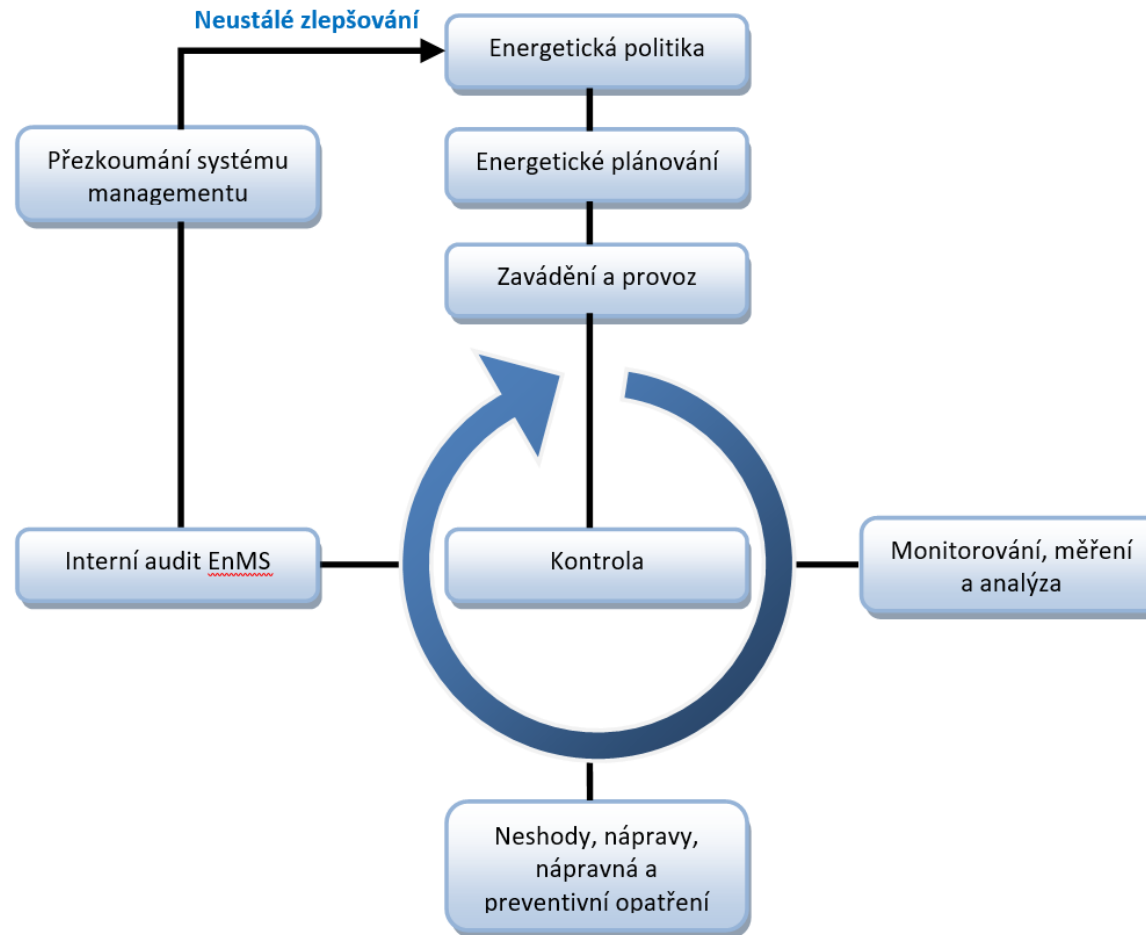 Neustálé zlepšování
Energetická politika
Přezkoumání systému
managementu
Energetické plánování
Zavádění a provoz
Interní audit EnMS
Kontrola
Monitorování, měření
a analýza
Neshody, nápravy,
nápravná a
preventivní opatření